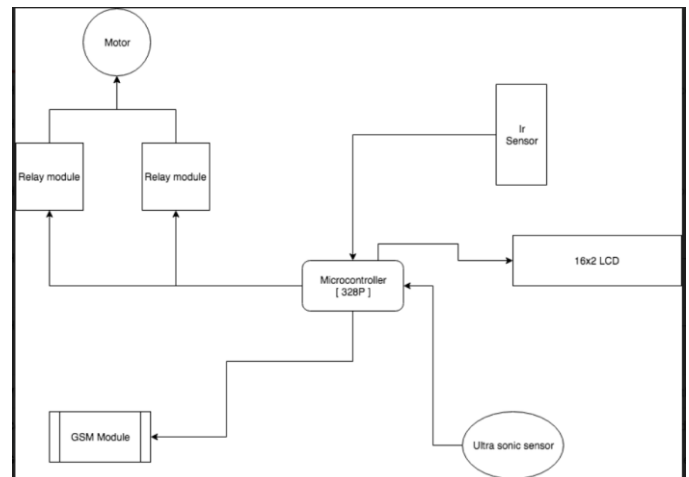 Motor
Ir
Sensor
Relay module
Relay module
16x2 LCD
Microcontroller
[ 328P ]
GSM Module
Ultra sonic sensor